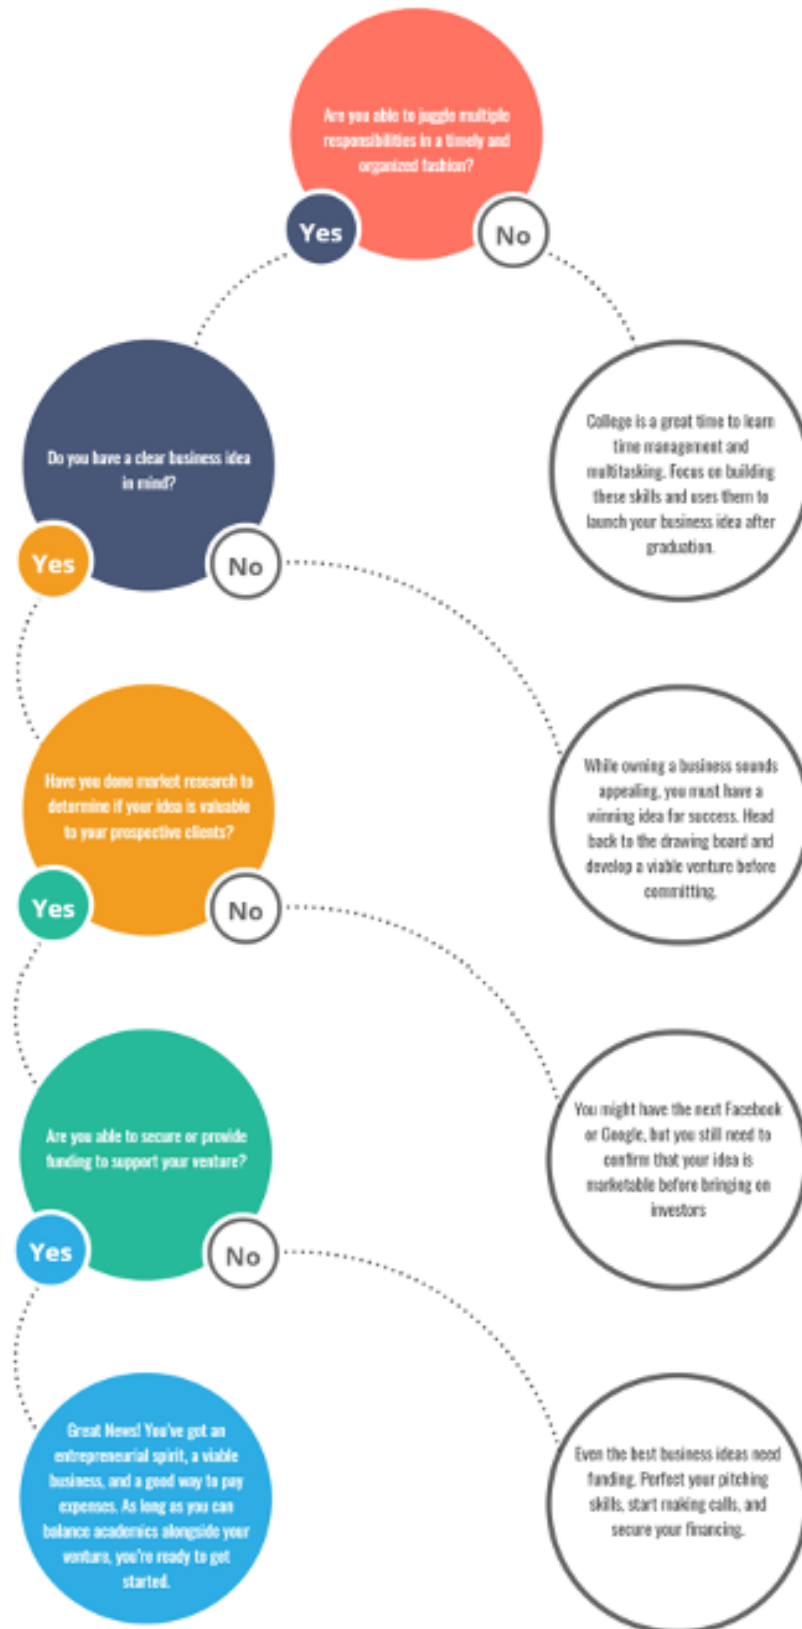 Are you able to juggle multiple
responsibilities in a timely and
organized fashion?
Yes
No
Do you have a clear business idea
in mind?
Yes
No
College is a great time to learn
time management and
multitasking. Focus on building
these skills and uses them to
launch your business idea after
graduation.
Have you done market research to
determine if your idea is valuable
to your prospective clients?
Yes
No
While owning a business sounds
appealing, you must have a
winning idea for success. Head
back to the drawing board and
develop a viable venture before
committing.
Are you able to secure or provide
funding to support your venture?
Yes
No
You might have the next Facebook
or Google, but you still need to
confirm that your idea is
marketable before bringing on
investors
Great News! You've got an
entrepreneurial spirit, a viable
business, and a good way to pay
expenses. As long as you can
balance academics alongside your
venture, you're ready to get
started.
Even the best business ideas need
funding. Perfect your pitching
skills, start making calls, and
secure your financing.